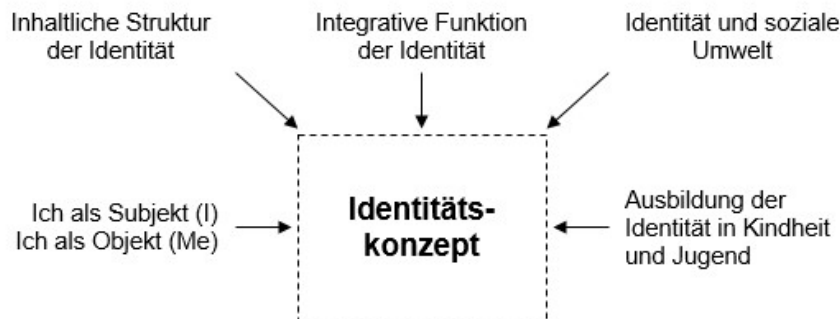 Inhaltliche Struktur
der Identität
Integrative Funktion
der Identität
Identität und soziale
Umwelt
Ich als Subjekt (I)
Ich als Objekt (Me)
Identitäts-
konzept
Ausbildung der
Identität in Kindheit
und Jugend